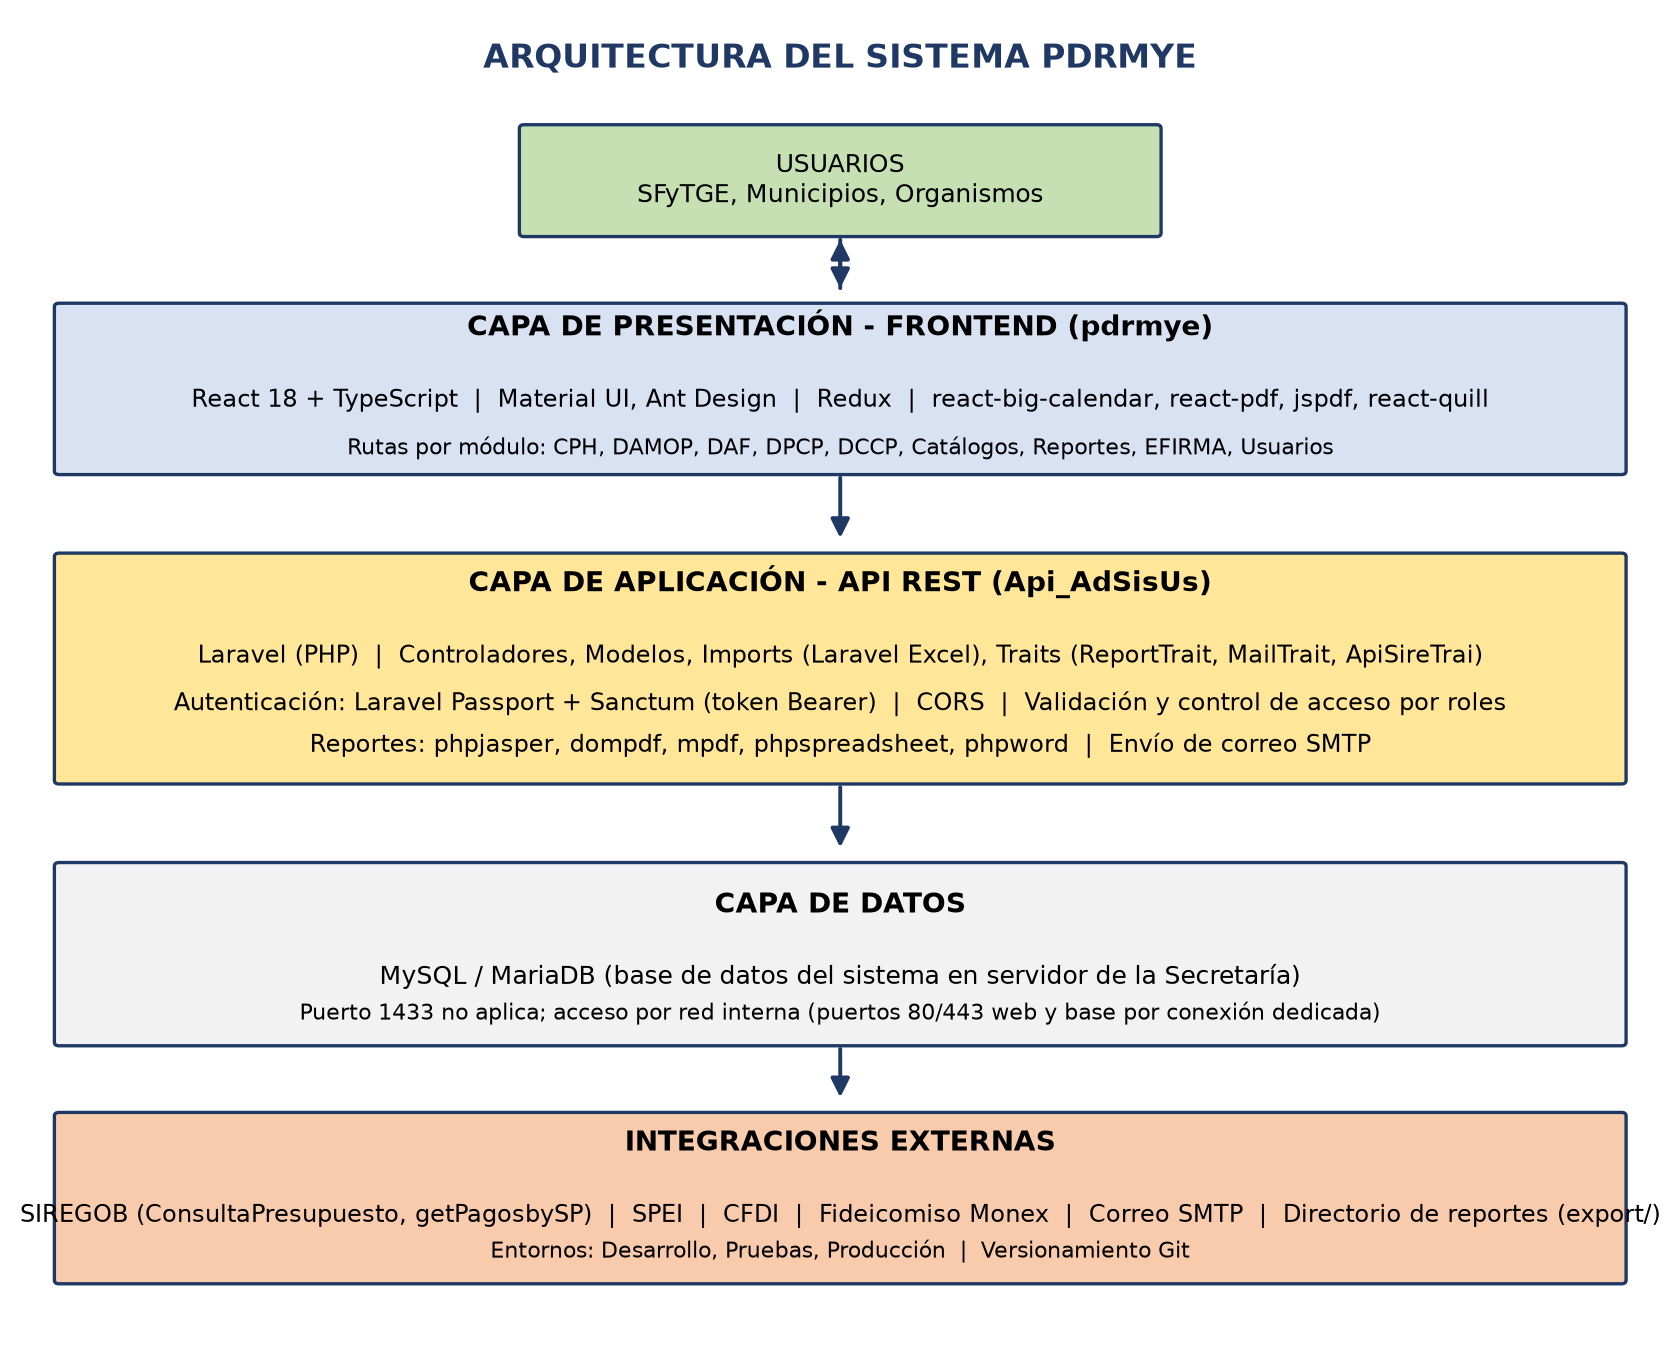 ARQUITECTURA DEL SISTEMA PDRMYE
USUARIOS
SFyTGE, Municipios, Organismos
CAPA DE PRESENTACIÓN - FRONTEND (pdrmye)
React 18 + TypeScript | Material UI, Ant Design | Redux | react-big-calendar, react-pdf, jspdf, react-quill
Rutas por módulo: CPH, DAMOP, DAF, DPCP, DCCP, Catálogos, Reportes, EFIRMA, Usuarios
CAPA DE APLICACIÓN - API REST (Api_AdSisUs)
Laravel (PHP) | Controladores, Modelos, Imports (Laravel Excel), Traits (ReportTrait, MailTrait, ApiSireTrai)
Autenticación: Laravel Passport + Sanctum (token Bearer) | CORS | Validación y control de acceso por roles
Reportes: phpjasper, dompdf, mpdf, phpspreadsheet, phpword | Envío de correo SMTP
CAPA DE DATOS
MySQL / MariaDB (base de datos del sistema en servidor de la Secretaría)
Puerto 1433 no aplica; acceso por red interna (puertos 80/443 web y base por conexión dedicada)
INTEGRACIONES EXTERNAS
SIREGOB (ConsultaPresupuesto, getPagosbySP) | SPEI | CFDI | Fideicomiso Monex | Correo SMTP | Directorio de reportes (export/)
Entornos: Desarrollo, Pruebas, Producción | Versionamiento Git